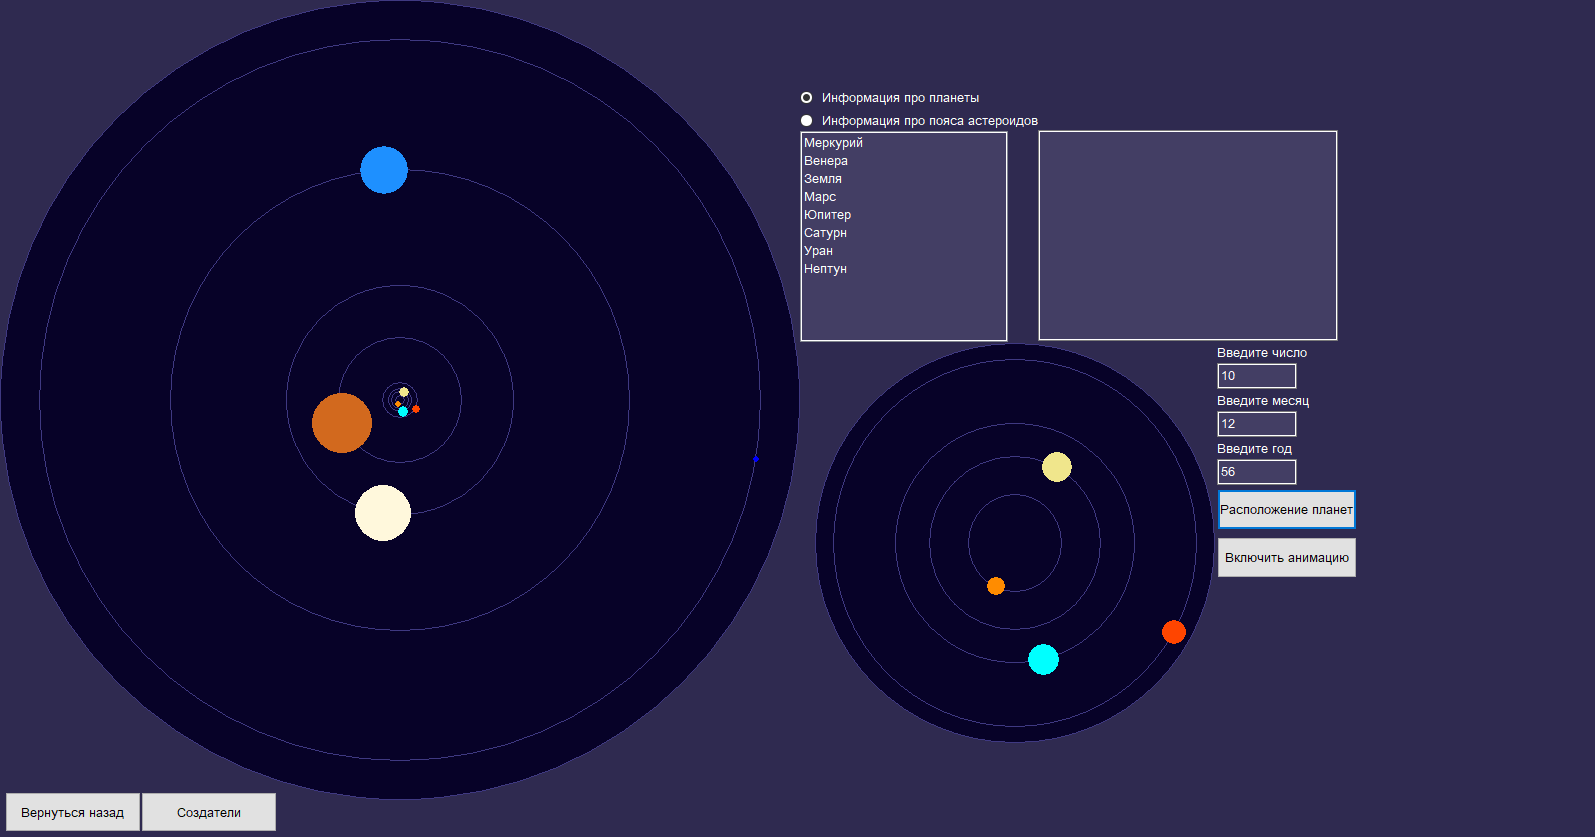 Информация про планеты
Информация про пояса астероидов
Меркурий
Венера
Земля
Марс
Юпитер
Сатурн
Уран
Нептун
Введите число
10
Введите месяц
12
Введите год
56
Расположение планет
Включить анимацию
Вернуться назад
Создатели